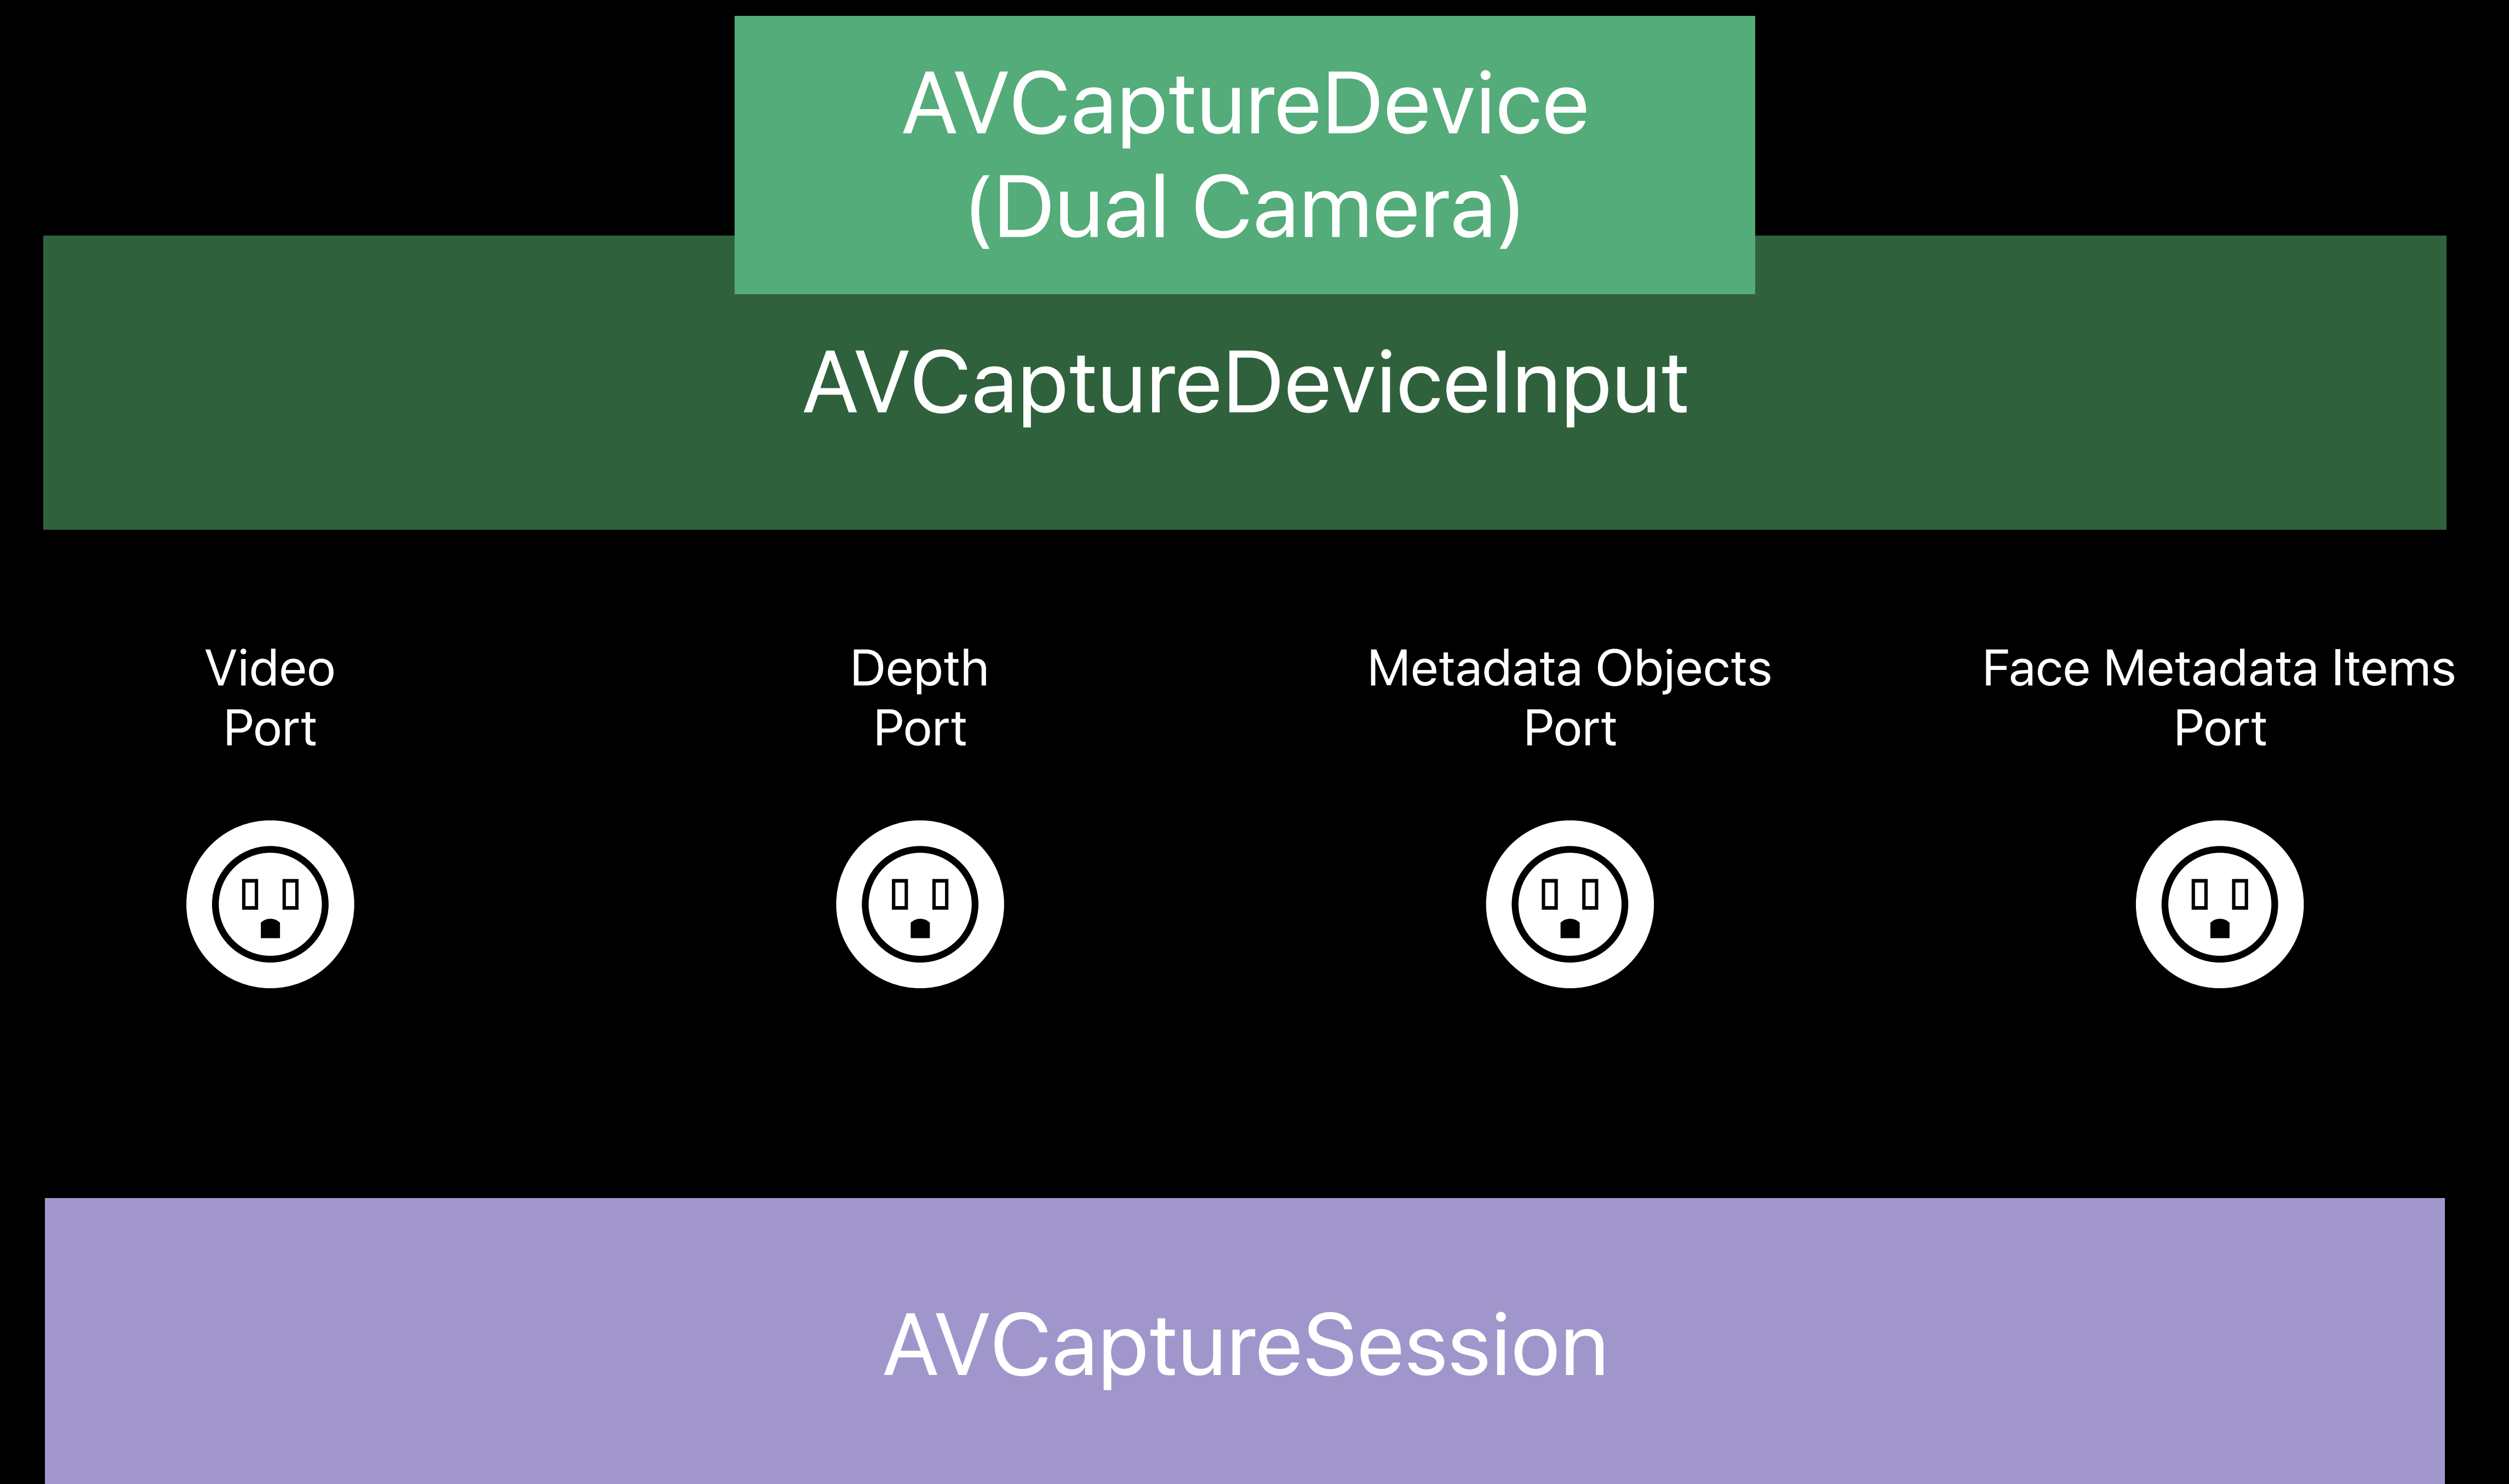 AVCaptureDevice
(Dual Camera)
AVCaptureDeviceInput
Video
Port
Depth
Port
Metadata Objects
Port
Face Metadata Items
Port
AVCaptureSession